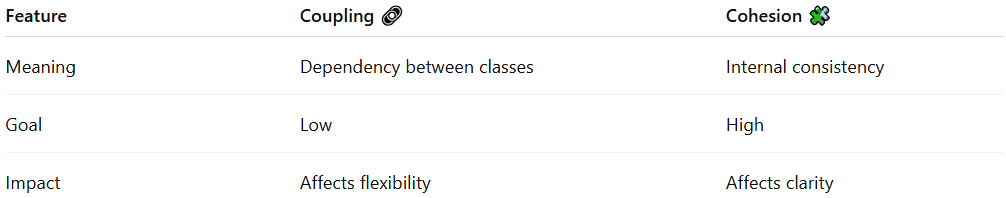 Feature Coupling 🔗 Cohesion 🧩
Meaning Dependency between classes Internal consistency
Goal Low High
Impact Affects flexibility Affects clarity